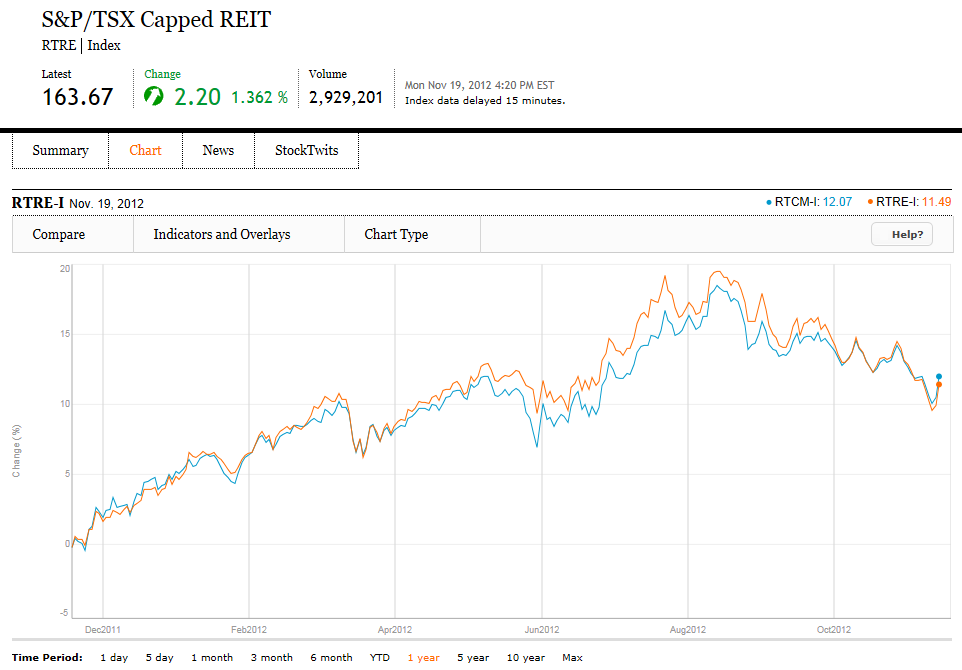 S&P/TSX Capped REIT
RTRE | Index
Latest Change Volume
163.67 2.20 1.362 % 2,929,201
Mon Nov 19, 2012 4:20 PM EST
Index data delayed 15 minutes.
Summary Chart News StockTwits
RTRE-I Nov. 19, 2012 RTCM-I: 12.07 RTRE-I: 11.49
Compare Indicators and Overlays Chart Type Help?
20
15
10
5
0
-5
Change (%)
Dec2011 Feb2012 Apr2012 Jun2012 Aug2012 Oct2012
Time Period: 1 day 5 day 1 month 3 month 6 month YTD 1 year 5 year 10 year Max